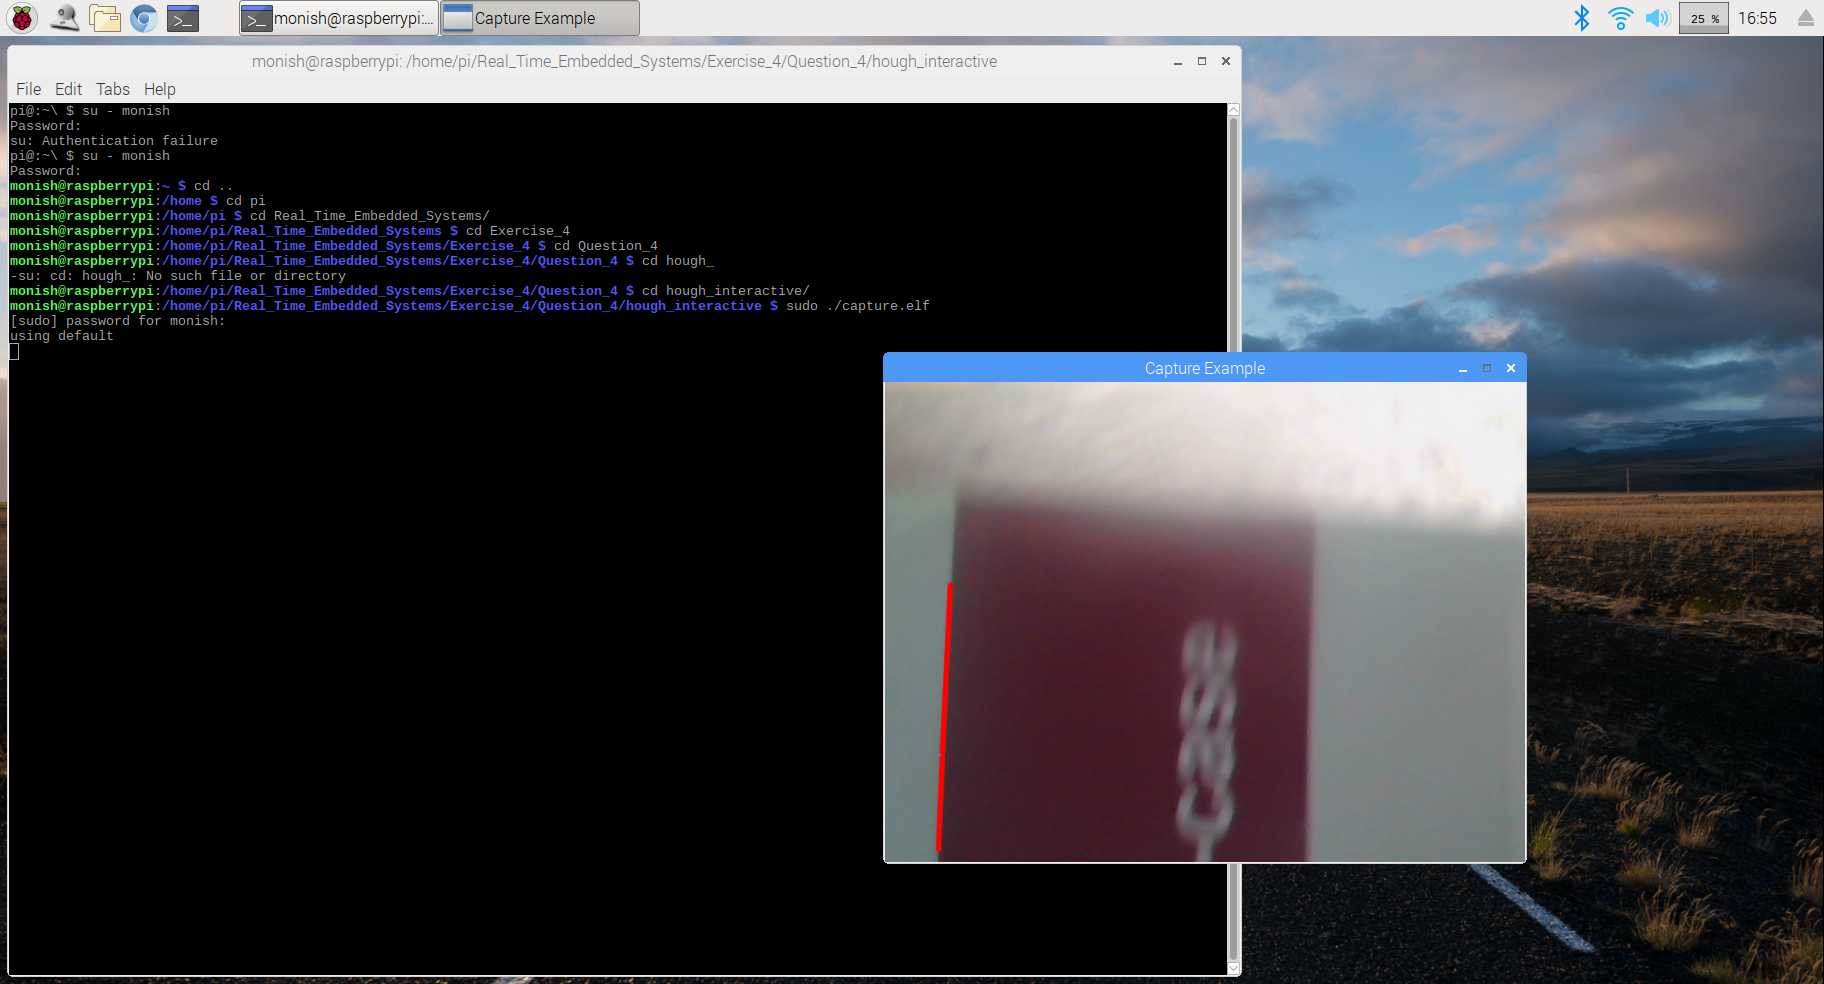 monish@raspberrypi:... Capture Example 25 % 16:55
monish@raspberrypi: /home/pi/Real_Time_Embedded_Systems/Exercise_4/Question_4/hough_interactive
File Edit Tabs Help
pi@:~\ $ su - monish
Password:
su: Authentication failure
pi@:~\ $ su - monish
Password:
monish@raspberrypi:~ $ cd ..
monish@raspberrypi:/home $ cd pi
monish@raspberrypi:/home/pi $ cd Real_Time_Embedded_Systems/
monish@raspberrypi:/home/pi/Real_Time_Embedded_Systems $ cd Exercise_4
monish@raspberrypi:/home/pi/Real_Time_Embedded_Systems/Exercise_4 $ cd Question_4
monish@raspberrypi:/home/pi/Real_Time_Embedded_Systems/Exercise_4/Question_4 $ cd hough_
-su: cd: hough_: No such file or directory
monish@raspberrypi:/home/pi/Real_Time_Embedded_Systems/Exercise_4/Question_4 $ cd hough_interactive/
monish@raspberrypi:/home/pi/Real_Time_Embedded_Systems/Exercise_4/Question_4/hough_interactive $ sudo ./capture.elf
[sudo] password for monish:
using default
Capture Example